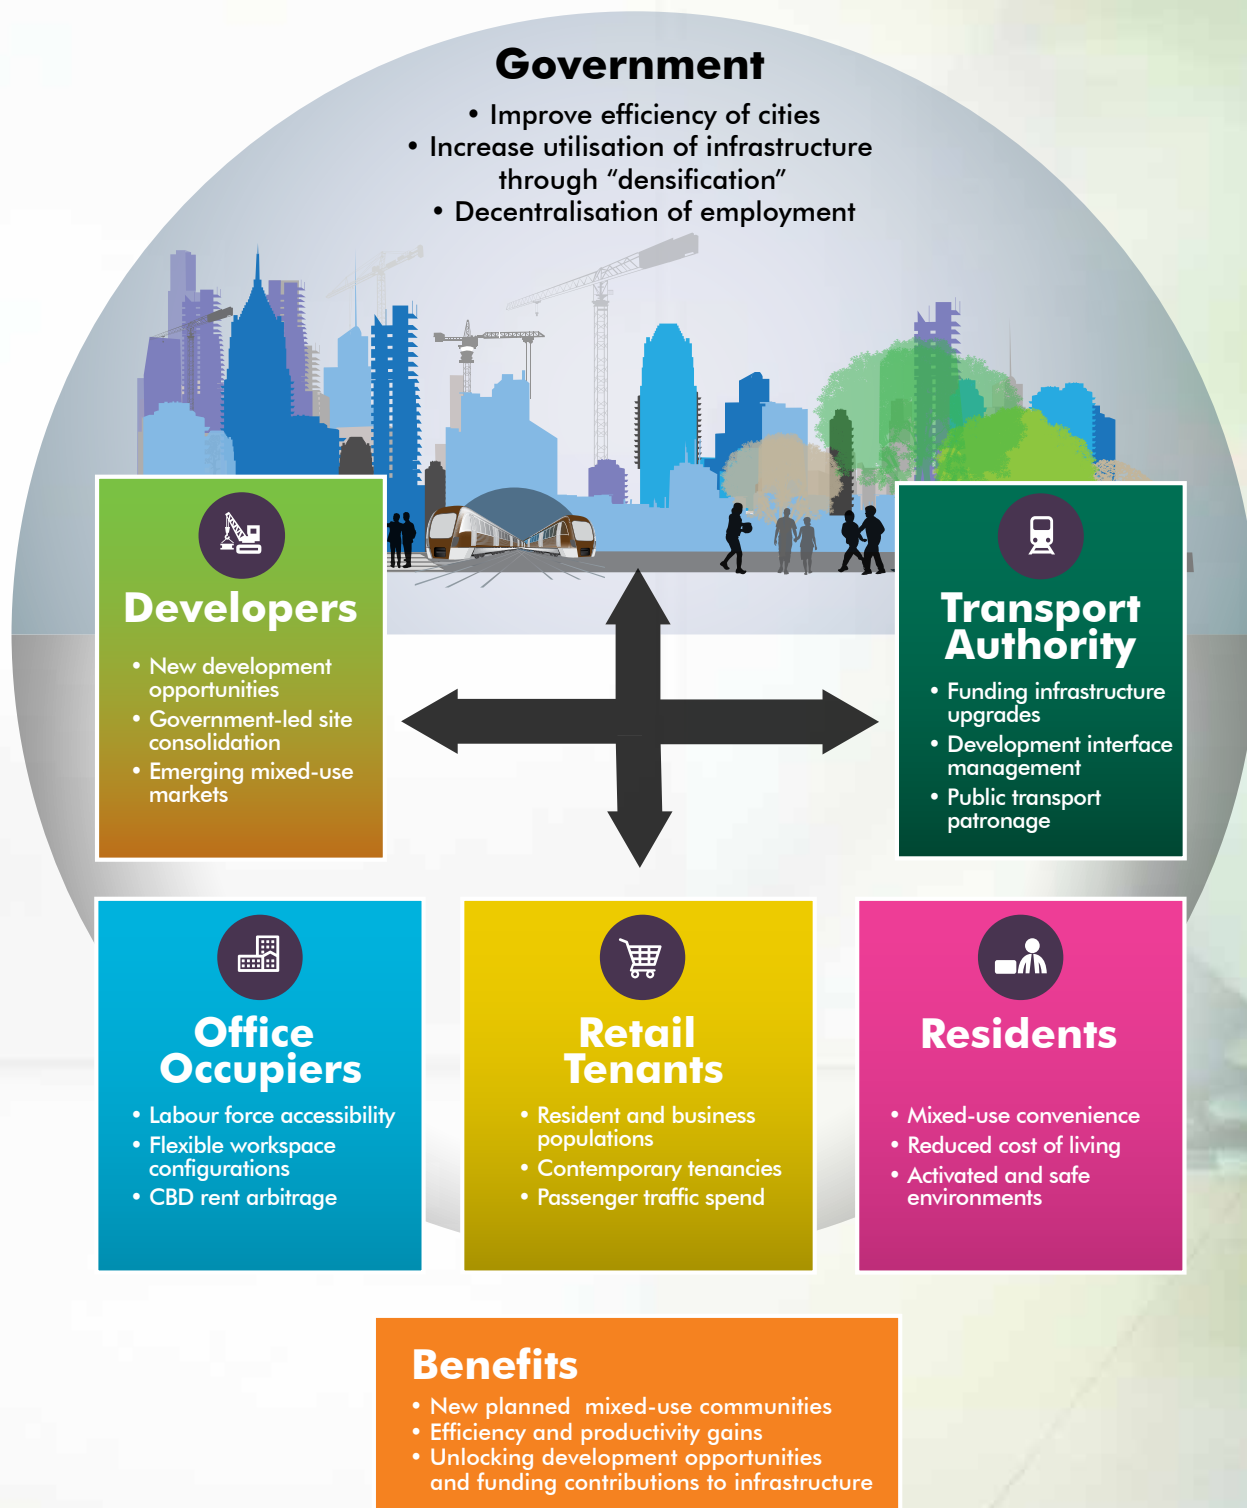 Government
• Improve efficiency of cities
• Increase utilisation of infrastructure
through “densification”
• Decentralisation of employment
Developers
• New development
opportunities
• Government-led site
consolidation
• Emerging mixed-use
markets
Transport
Authority
• Funding infrastructure
upgrades
• Development interface
management
• Public transport
patronage
Office
Occupiers
• Labour force accessibility
• Flexible workspace
configurations
• CBD rent arbitrage
Retail
Tenants
• Resident and business
populations
• Contemporary tenancies
• Passenger traffic spend
Residents
• Mixed-use convenience
• Reduced cost of living
• Activated and safe
environments
Benefits
• New planned  mixed-use communities
• Efficiency and productivity gains
• Unlocking development opportunities
and funding contributions to infrastructure